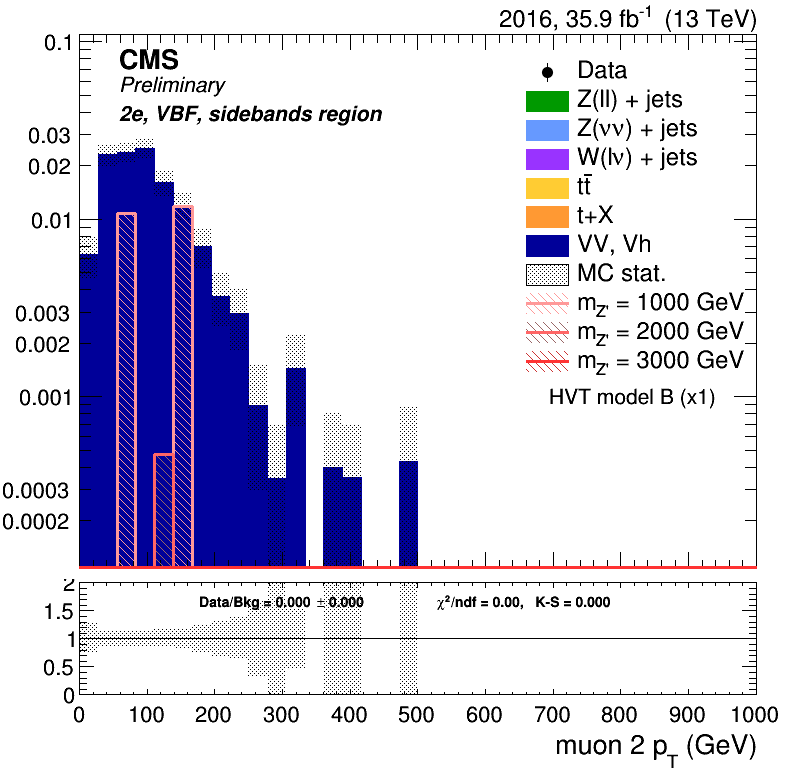 2016, 35.9 fb⁻¹ (13 TeV)
CMS
Preliminary
2e, VBF, sidebands region
Data
Z(ll) + jets
Z(νν) + jets
W(lν) + jets
tt̄
t+X
VV, Vh
MC stat.
m_Z' = 1000 GeV
m_Z' = 2000 GeV
m_Z' = 3000 GeV
HVT model B (x1)
0.1
0.03
0.02
0.01
0.003
0.002
0.001
0.0003
0.0002
Data/Bkg = 0.000 ± 0.000 χ²/ndf = 0.00, K-S = 0.000
2
1.5
1
0.5
0
0 100 200 300 400 500 600 700 800 900 1000
muon 2 p_T (GeV)